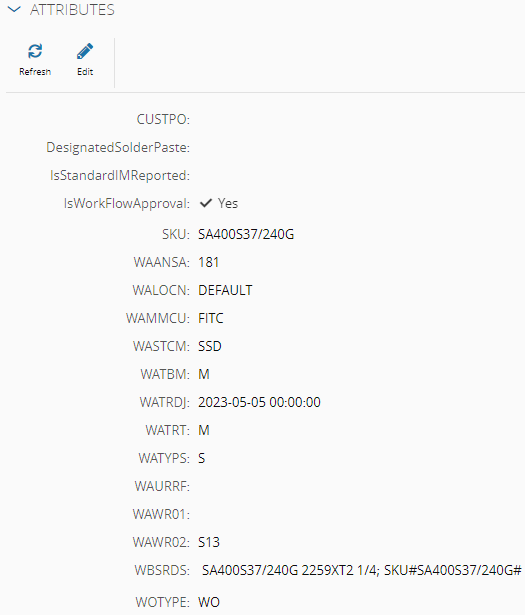 ATTRIBUTES
Refresh Edit
CUSTPO:
DesignatedSolderPaste:
IsStandardIMReported:
IsWorkFlowApproval: Yes
SKU: SA400S37/240G
WAANSA: 181
WALOCN: DEFAULT
WAMMCU: FITC
WASTCM: SSD
WATBM: M
WATRDJ: 2023-05-05 00:00:00
WATRT: M
WATYPS: S
WAURRF:
WAWR01:
WAWR02: S13
WBSRDS: SA400S37/240G 2259XT2 1/4; SKU#SA400S37/240G#
WOTYPE: WO